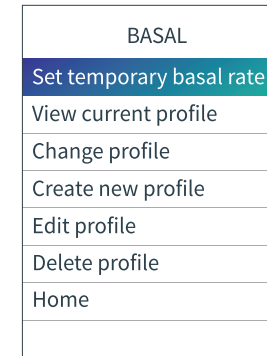 BASAL
Set temporary basal rate
View current profile
Change profile
Create new profile
Edit profile
Delete profile
Home